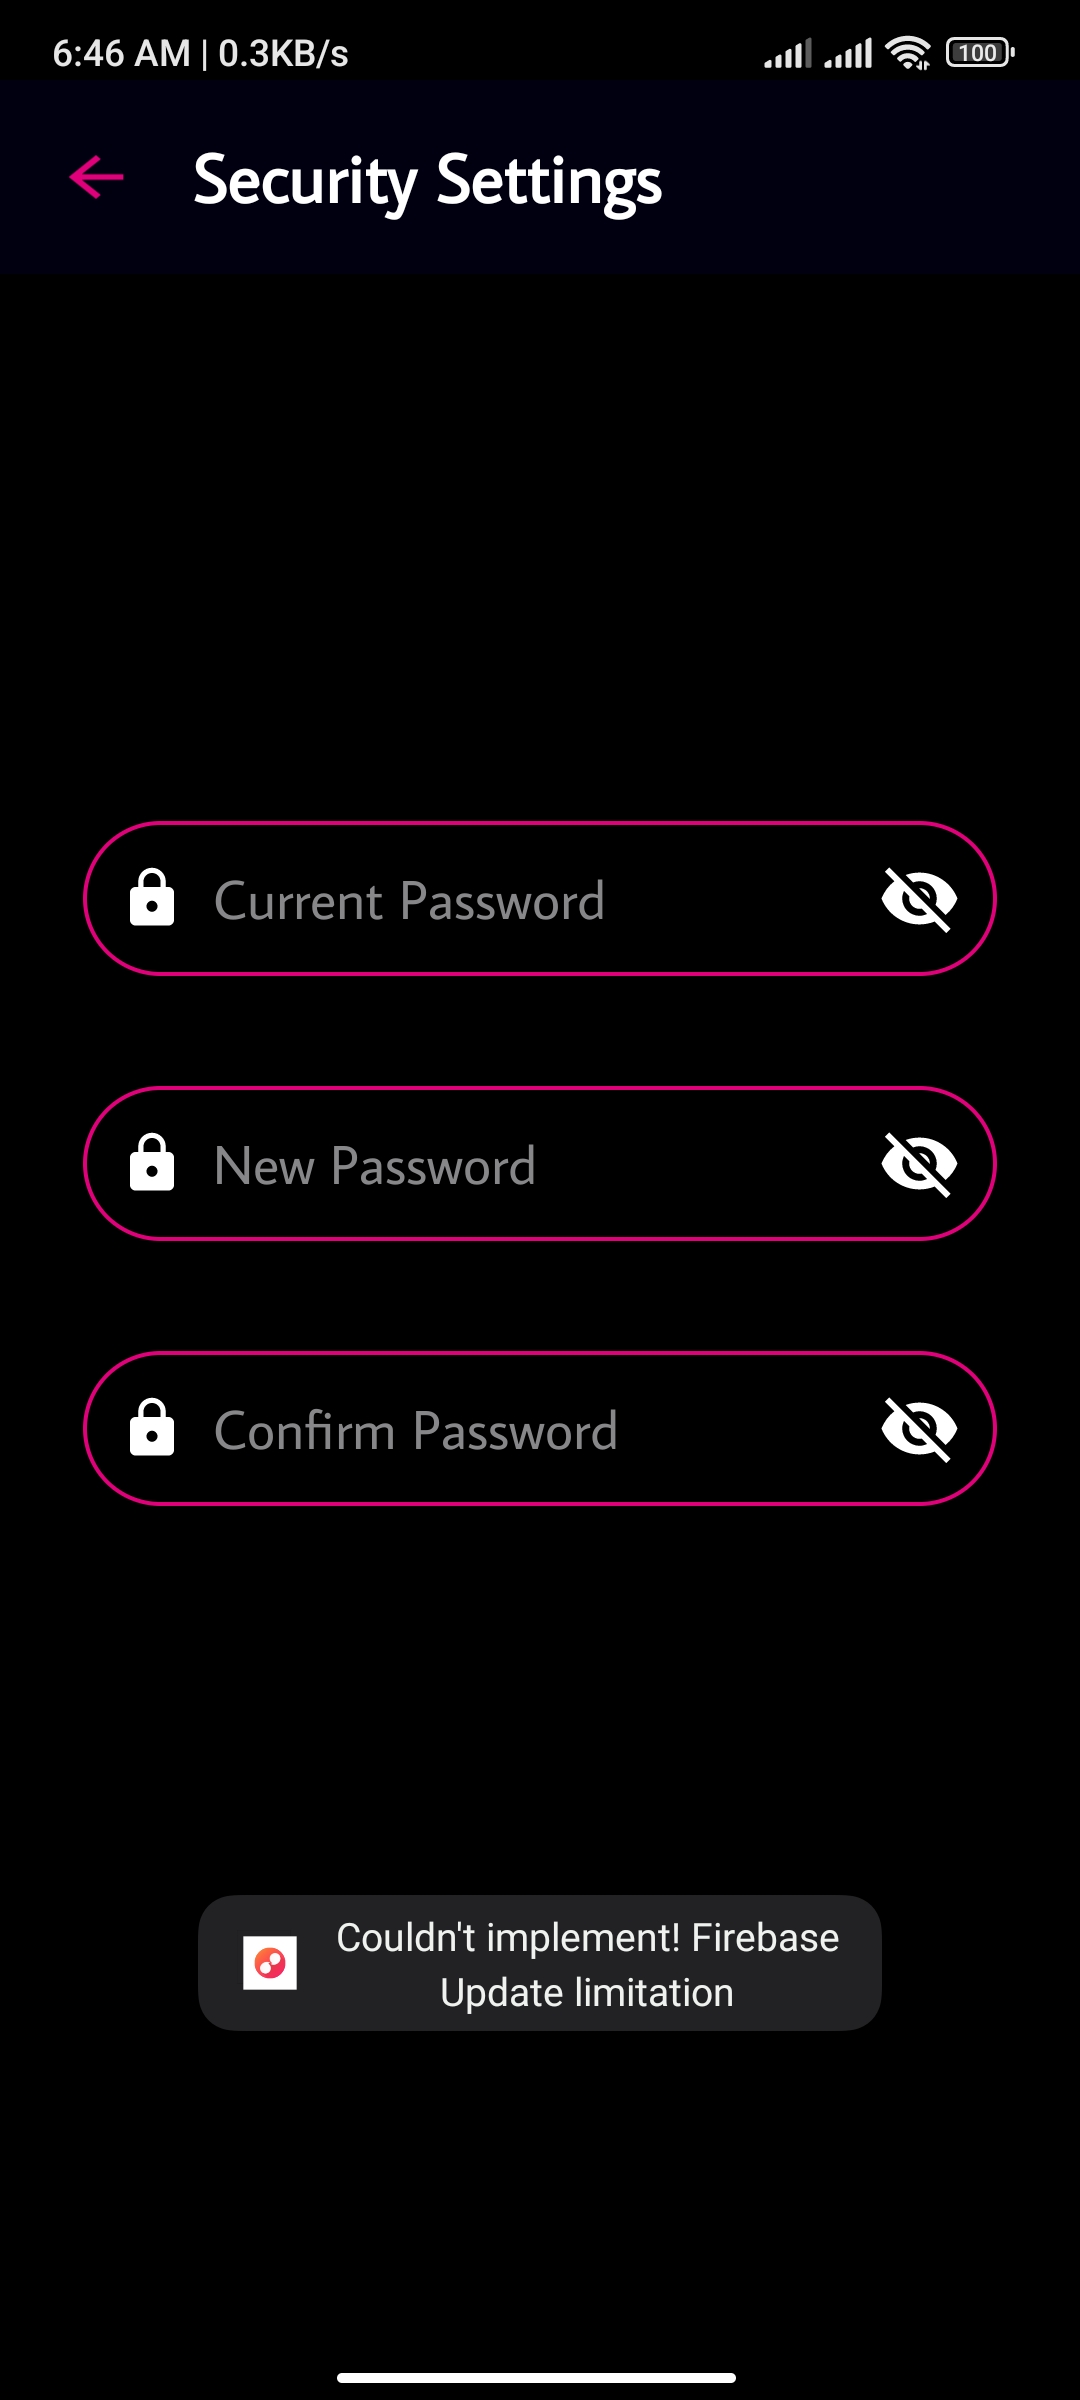 6:46 AM | 0.3KB/s
100
Security Settings
Current Password
New Password
Confirm Password
Couldn't implement! Firebase
Update limitation